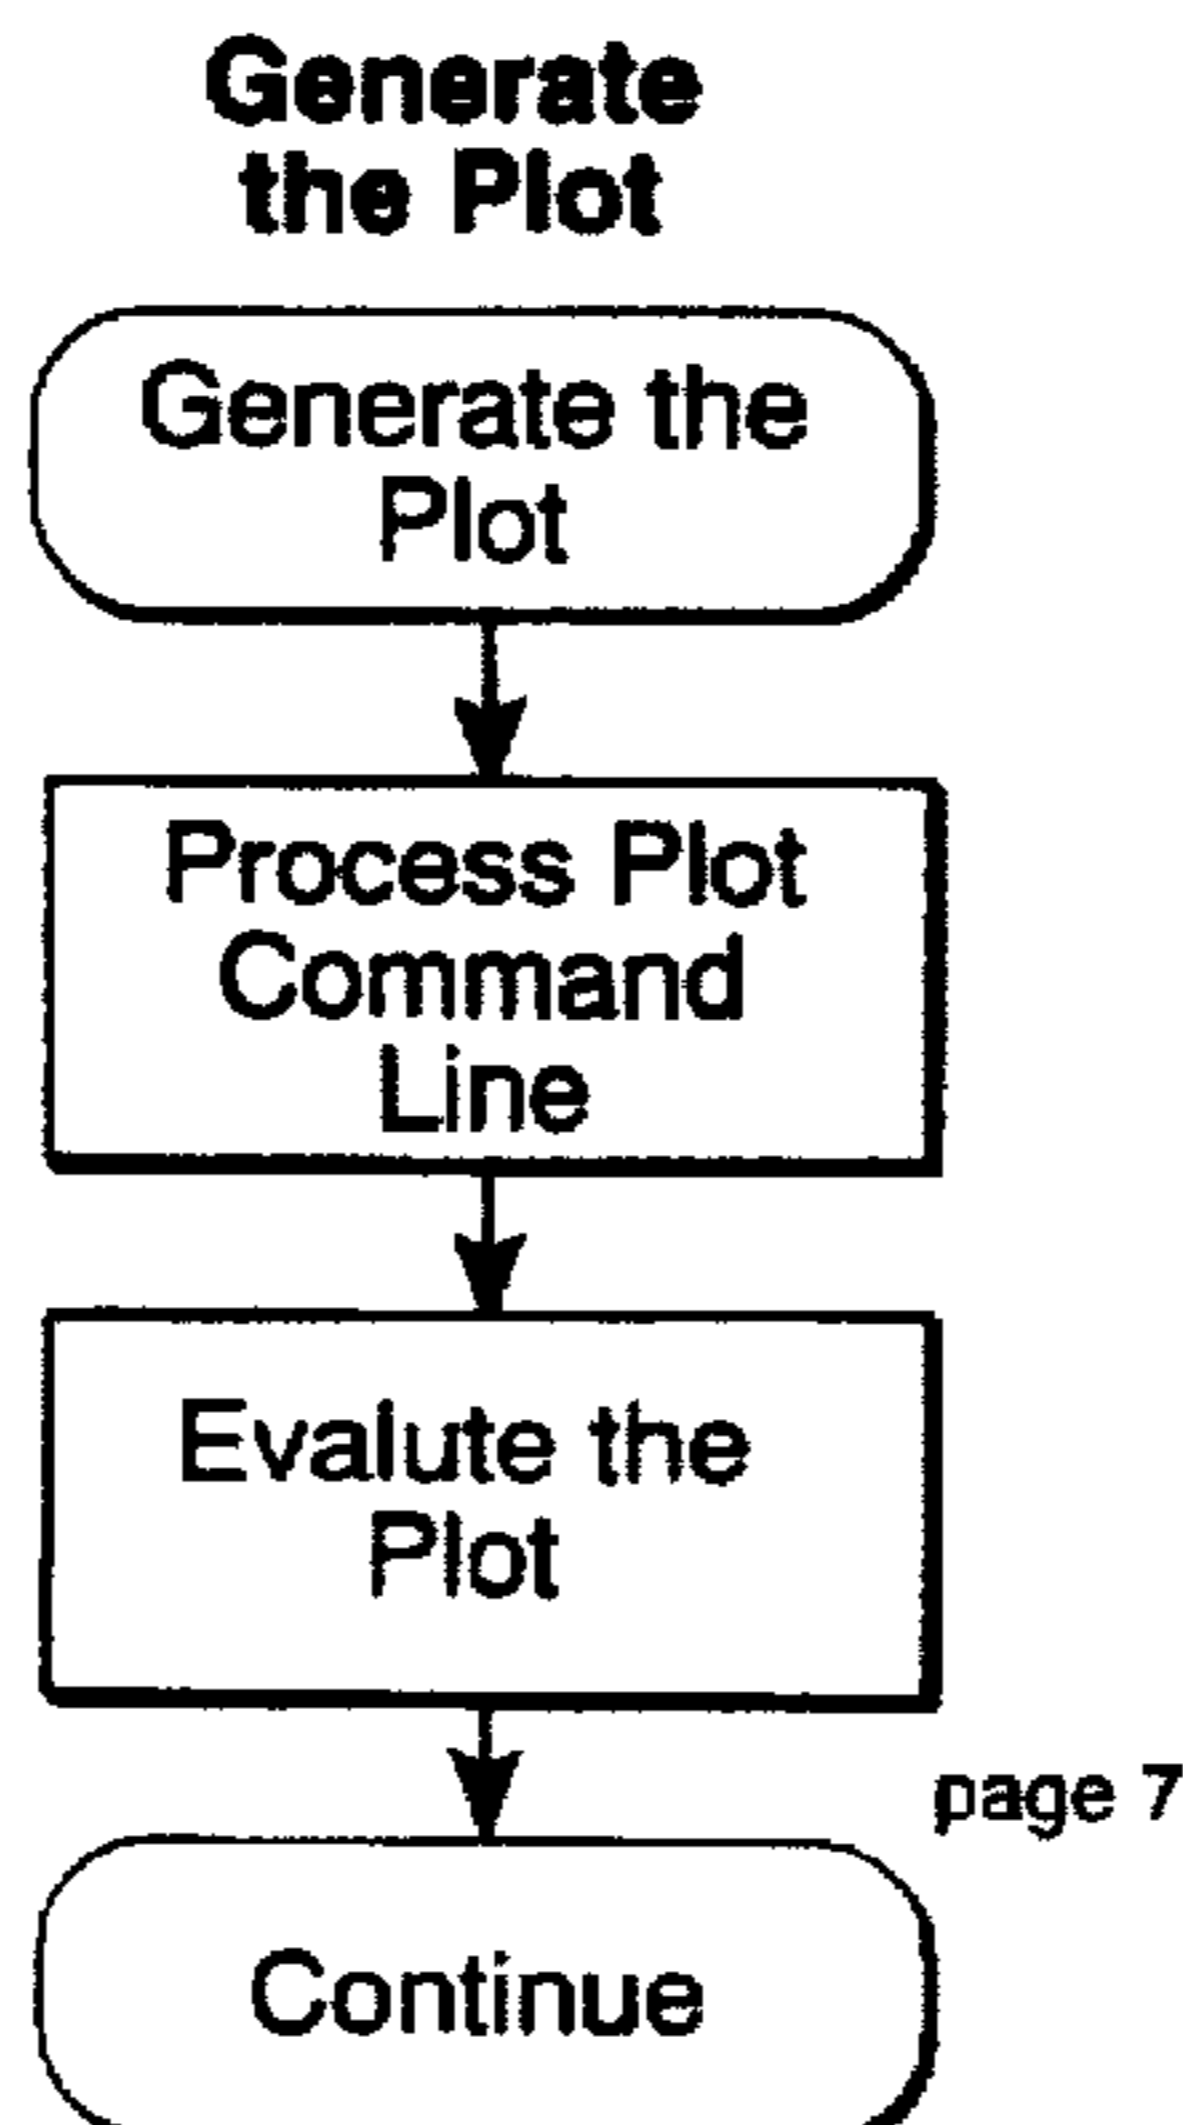 Generate
the Plot
Generate the
Plot
Process Plot
Command
Line
Evalute the
Plot
page 7
Continue